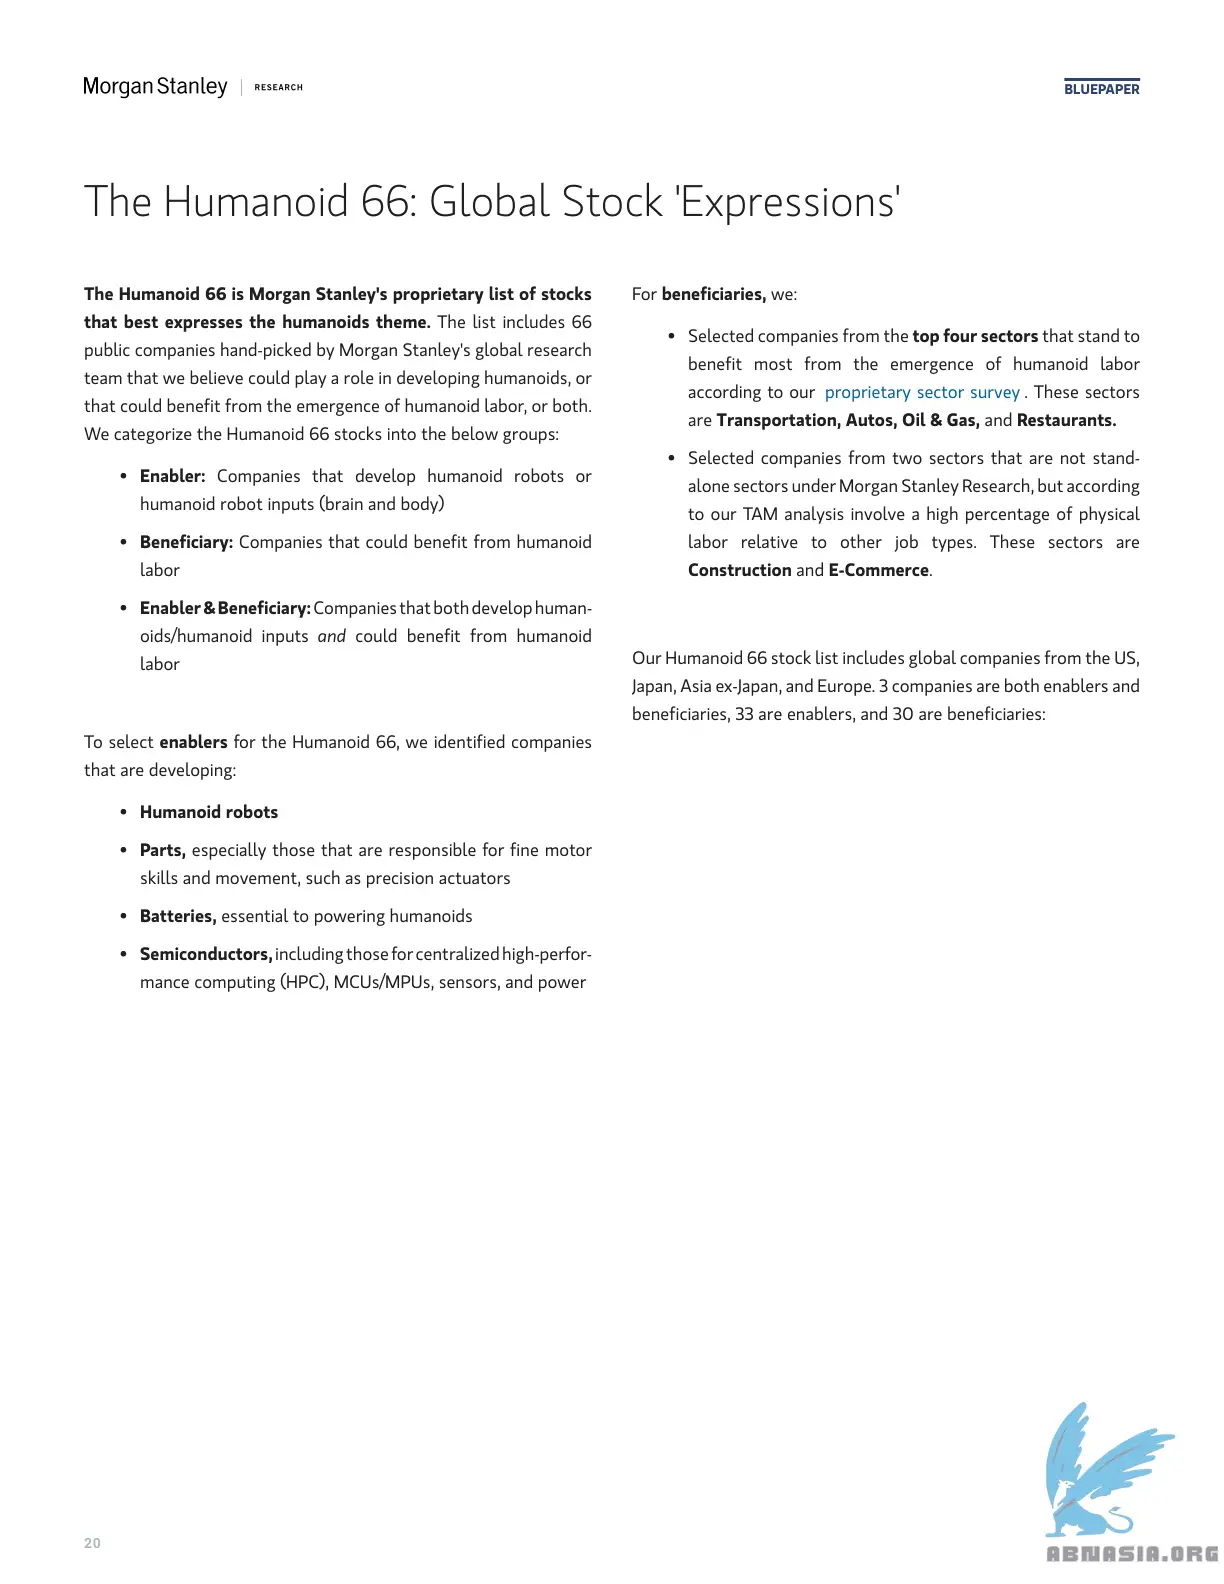 Morgan Stanley | RESEARCH
BLUEPAPER
The Humanoid 66: Global Stock 'Expressions'
The Humanoid 66 is Morgan Stanley's proprietary list of stocks
that best expresses the humanoids theme. The list includes 66
public companies hand-picked by Morgan Stanley's global research
team that we believe could play a role in developing humanoids, or
that could benefit from the emergence of humanoid labor, or both.
We categorize the Humanoid 66 stocks into the below groups:
• Enabler: Companies that develop humanoid robots or
humanoid robot inputs (brain and body)
• Beneficiary: Companies that could benefit from humanoid
labor
• Enabler & Beneficiary: Companies that both develop human-
oids/humanoid inputs and could benefit from humanoid
labor
To select enablers for the Humanoid 66, we identified companies
that are developing:
• Humanoid robots
• Parts, especially those that are responsible for fine motor
skills and movement, such as precision actuators
• Batteries, essential to powering humanoids
• Semiconductors, including those for centralized high-perfor-
mance computing (HPC), MCUs/MPUs, sensors, and power
For beneficiaries, we:
• Selected companies from the top four sectors that stand to
benefit most from the emergence of humanoid labor
according to our proprietary sector survey . These sectors
are Transportation, Autos, Oil & Gas, and Restaurants.
• Selected companies from two sectors that are not stand-
alone sectors under Morgan Stanley Research, but according
to our TAM analysis involve a high percentage of physical
labor relative to other job types. These sectors are
Construction and E-Commerce.
Our Humanoid 66 stock list includes global companies from the US,
Japan, Asia ex-Japan, and Europe. 3 companies are both enablers and
beneficiaries, 33 are enablers, and 30 are beneficiaries:
20
ABNASIA.ORG